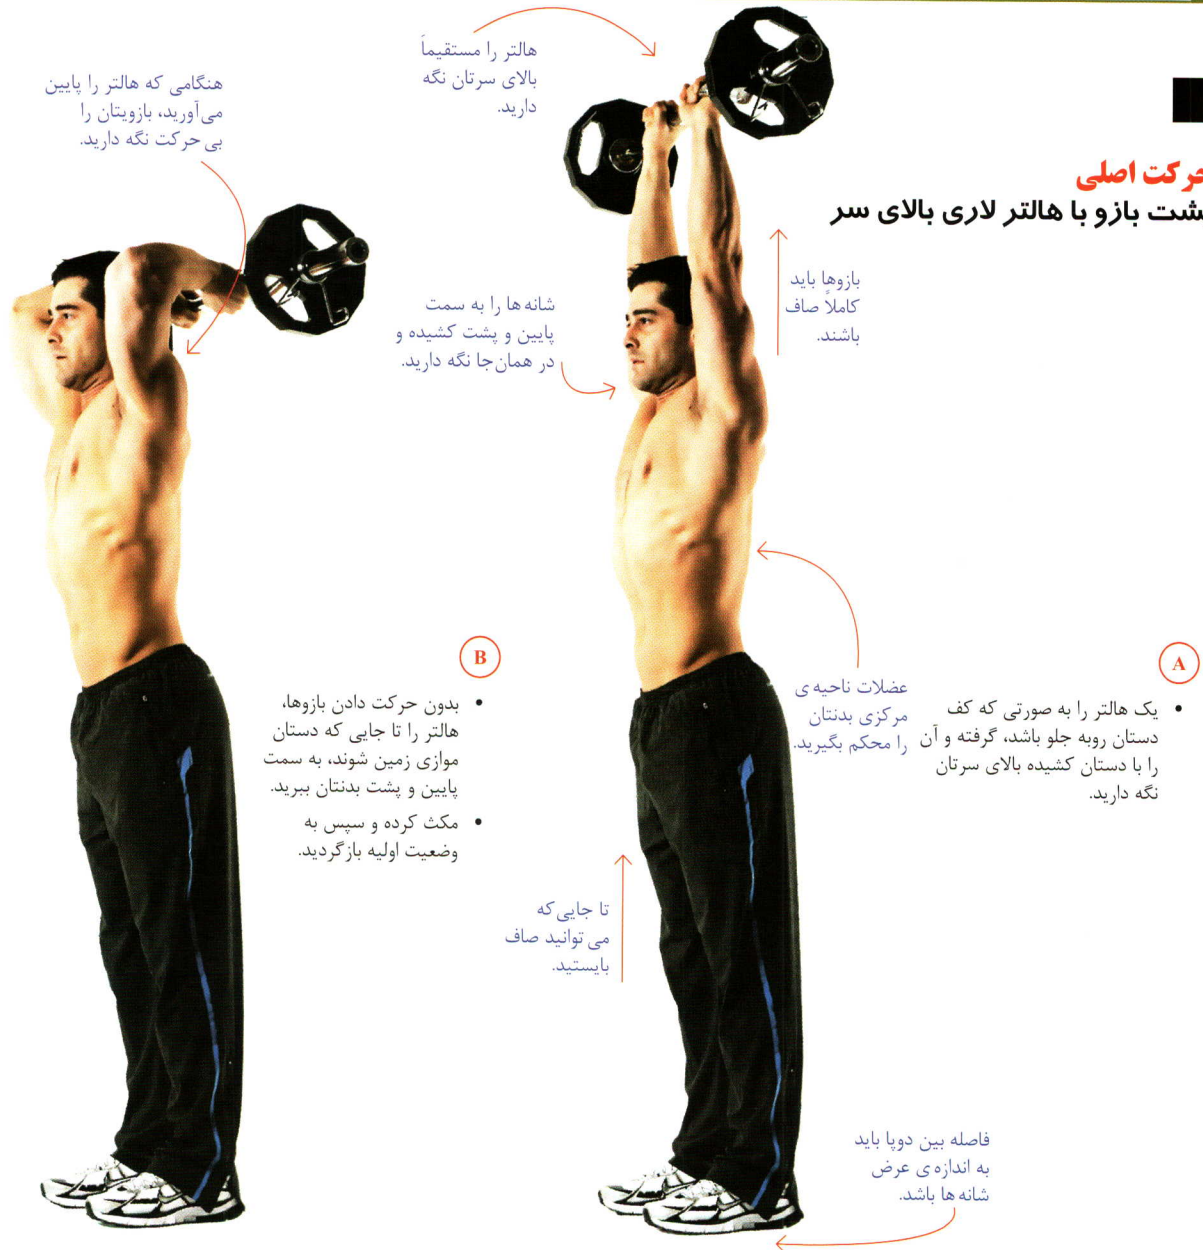 حرکت اصلی
پشت بازو با هالتر لاری بالای سر
هالتر را مستقیماً
بالای سرتان نگه
دارید.
هنگامی که هالتر را پایین
می‌آورید، بازویتان را
بی حرکت نگه دارید.
بازوها باید
کاملاً صاف
باشند.
شانه‌ها را به سمت
پایین و پشت کشیده و
در همان‌جا نگه دارید.
A
• یک هالتر را به صورتی که کف
دستان روبه جلو باشد، گرفته و آن
را با دستان کشیده بالای سرتان
نگه دارید.
عضلات ناحیه‌ی
مرکزی بدنتان
را محکم بگیرید.
B
• بدون حرکت دادن بازوها،
هالتر را تا جایی که دستان
موازی زمین شوند، به سمت
پایین و پشت بدنتان ببرید.
• مکث کرده و سپس به
وضعیت اولیه بازگردید.
تا جایی‌که
می توانید صاف
بایستید.
فاصله بین دوپا باید
به اندازه ی عرض
شانه ها باشد.